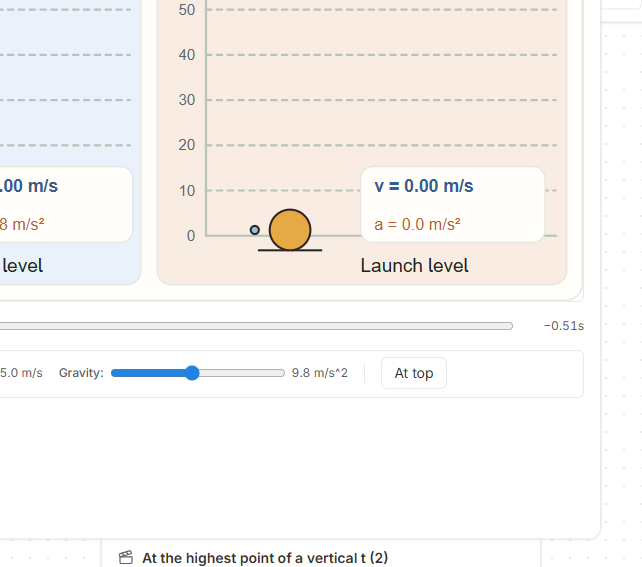 50
40
30
20
10
0
.00 m/s
8 m/s²
level
v = 0.00 m/s
a = 0.0 m/s²
Launch level
−0.51s
5.0 m/s Gravity: 9.8 m/s^2 At top
At the highest point of a vertical t (2)